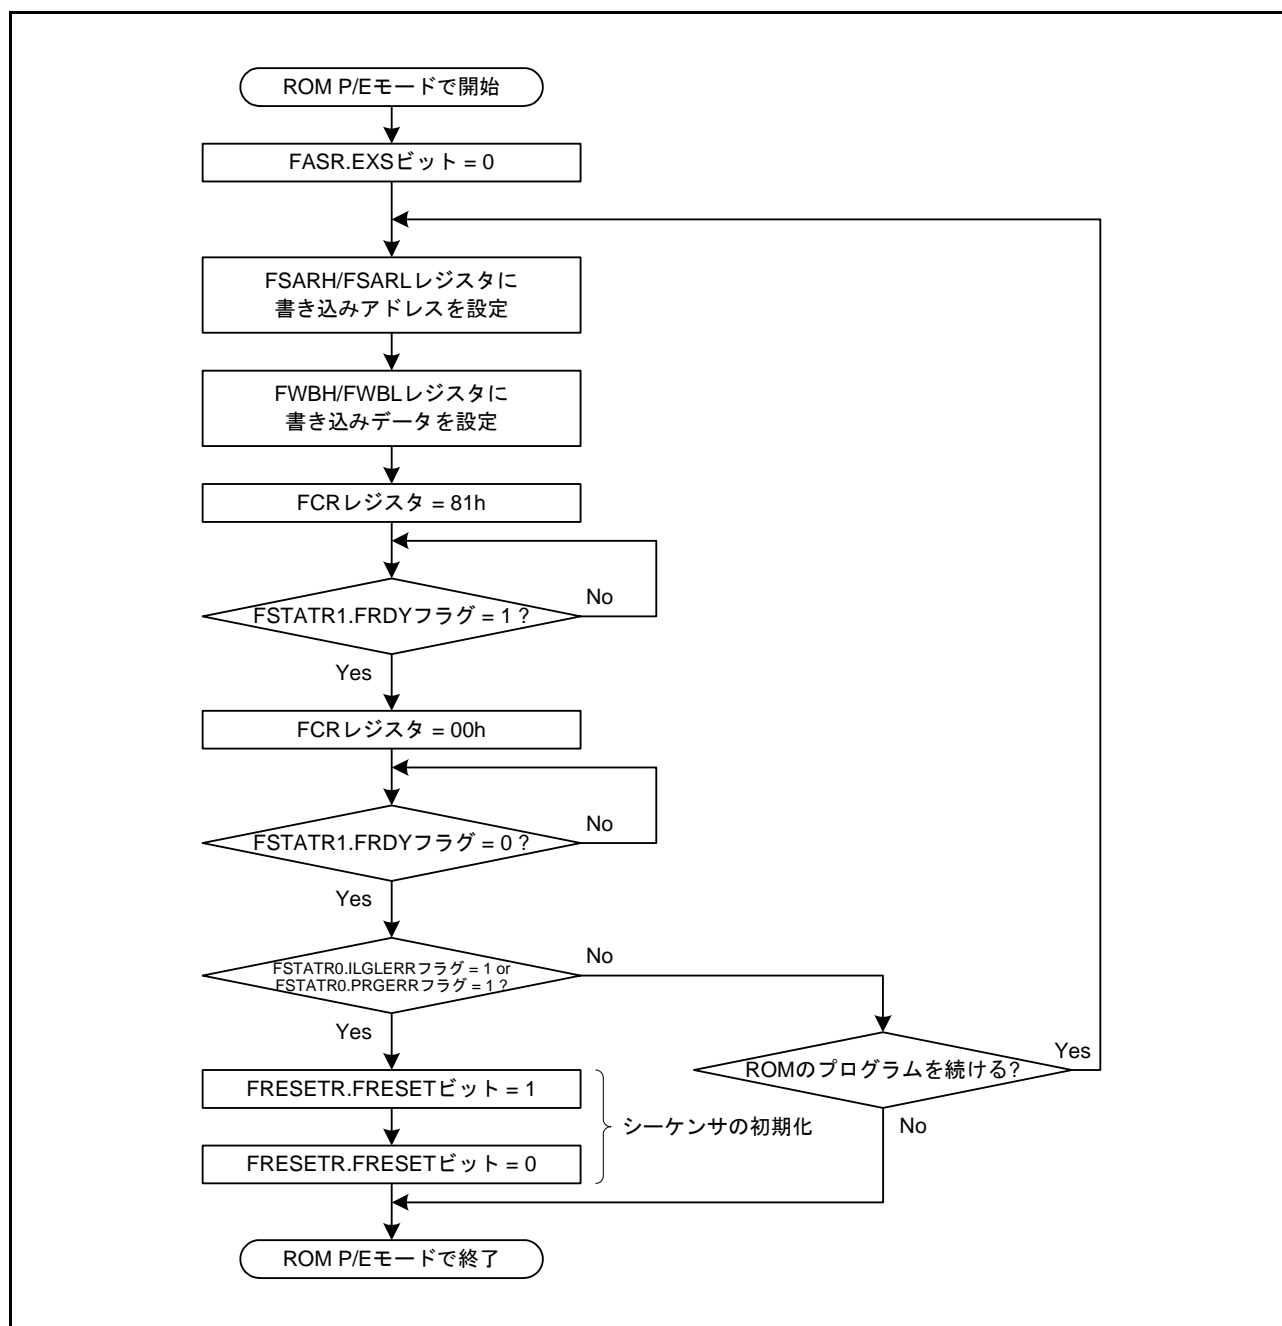 ROM P/Eモードで開始
FASR.EXSビット = 0
FSARH/FSARLレジスタに
書き込みアドレスを設定
FWBH/FWBLレジスタに
書き込みデータを設定
FCRレジスタ = 81h
FSTATR1.FRDYフラグ = 1 ?
No
Yes
FCRレジスタ = 00h
FSTATR1.FRDYフラグ = 0 ?
No
Yes
FSTATR0.ILGLERRフラグ = 1 or
FSTATR0.PRGERRフラグ = 1 ?
No
Yes
ROMのプログラムを続ける?
Yes
No
FRESETR.FRESETビット = 1
シーケンサの初期化
FRESETR.FRESETビット = 0
ROM P/Eモードで終了